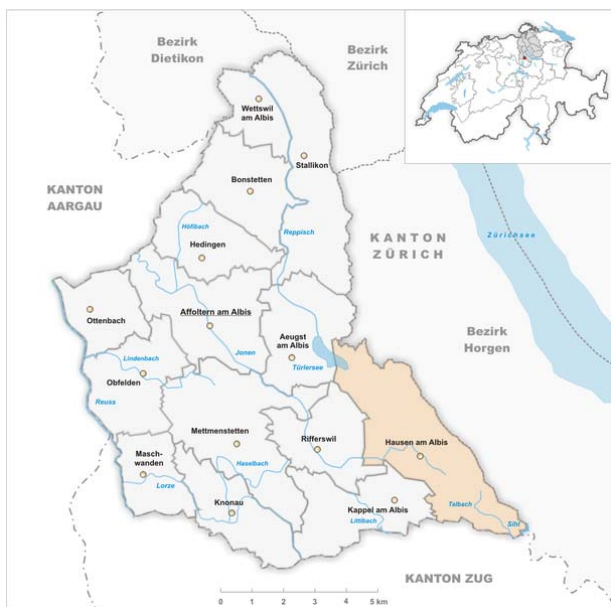 Bezirk
Dietikon
Bezirk
Zürich
Wettswil
am Albis
Stallikon
Bonstetten
KANTON
AARGAU
Höfibach
Reppisch
KANTON
ZÜRICH
Zürichsee
Hedingen
Ottenbach
Affoltern am Albis
Aeugst
am Albis
Bezirk
Horgen
Lindenbach
Jonen
Türlersee
Obfelden
Reuss
Mettmenstetten
Rifferswil
Hausen am Albis
Masch-
wanden
Haselbach
Lorze
Knonau
Kappel am Albis
Littibach
Talbach
Sihl
KANTON ZUG
0 1 2 3 4 5 km